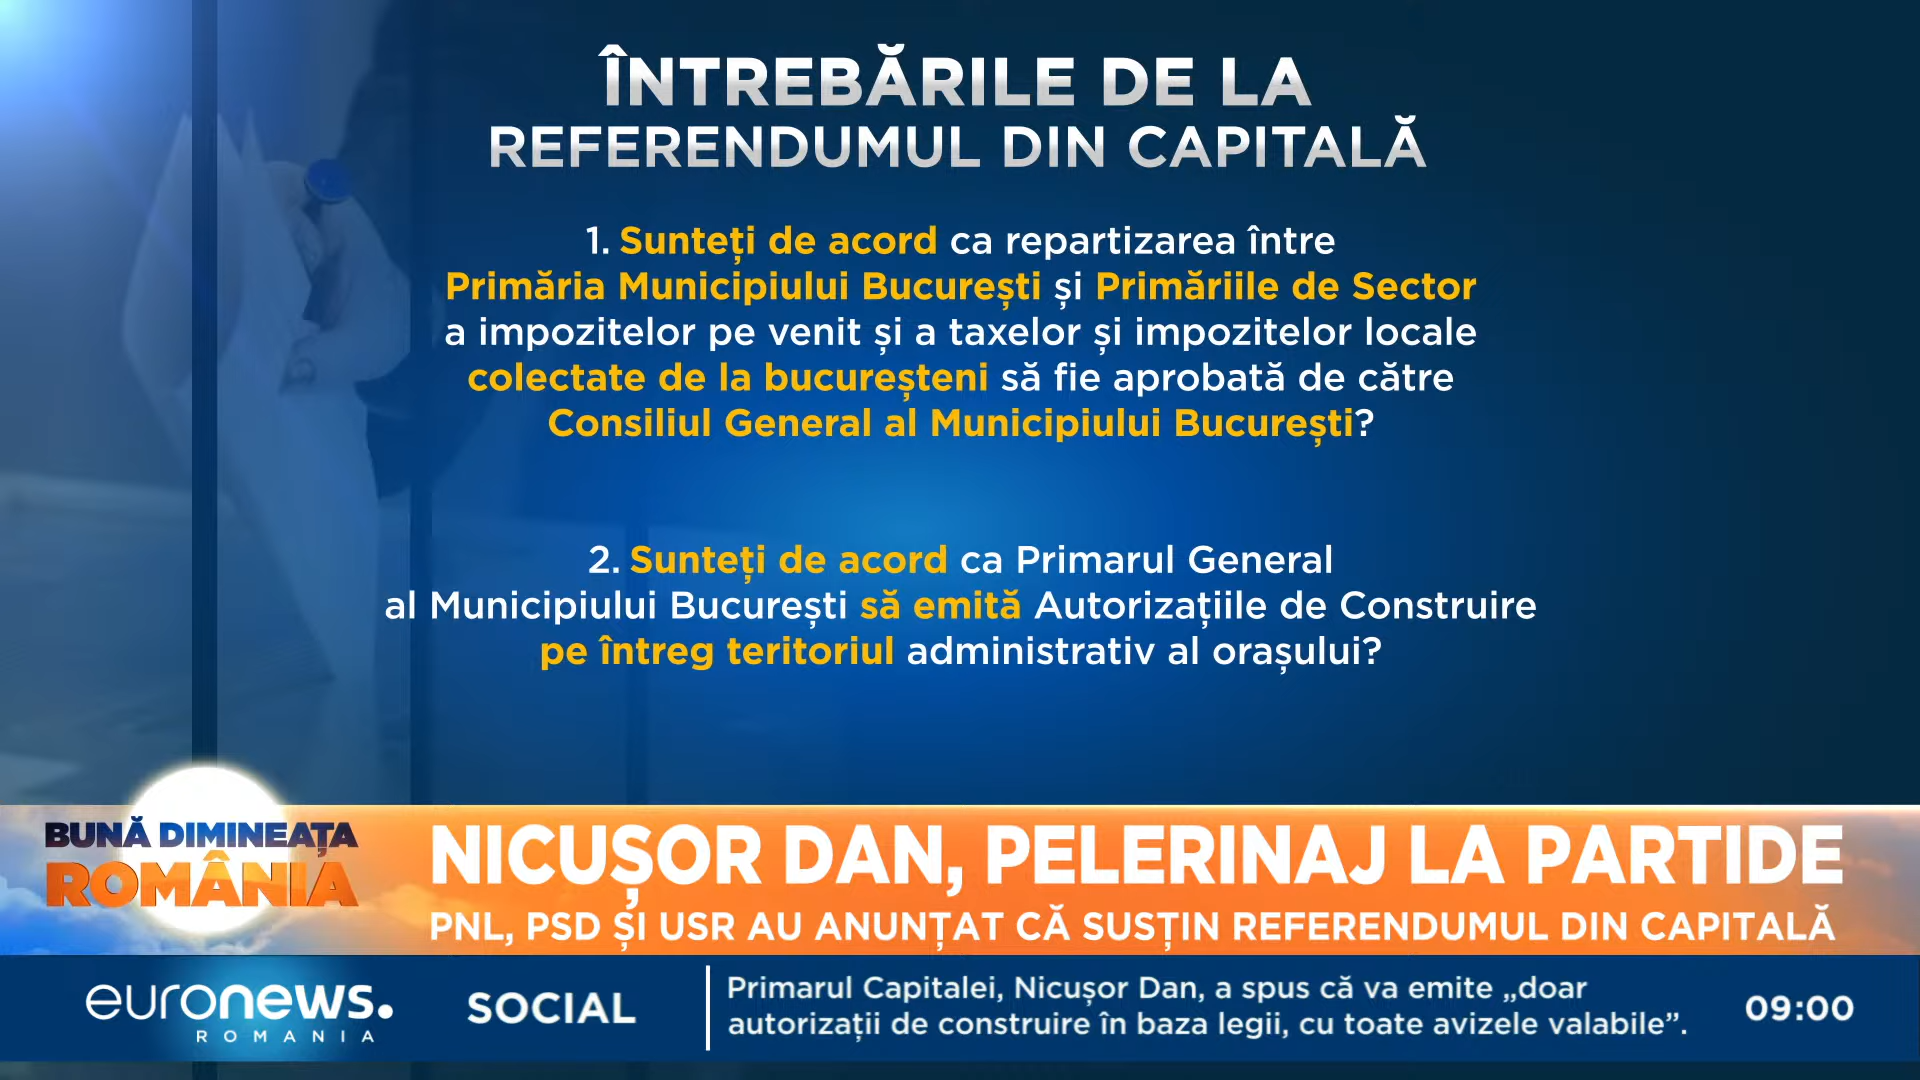 ÎNTREBĂRILE DE LA
REFERENDUMUL DIN CAPITALĂ
1. Sunteți de acord ca repartizarea între
Primăria Municipiului București și Primăriile de Sector
a impozitelor pe venit și a taxelor și impozitelor locale
colectate de la bucureșteni să fie aprobată de către
Consiliul General al Municipiului București?
2. Sunteți de acord ca Primarul General
al Municipiului București să emită Autorizațiile de Construire
pe întreg teritoriul administrativ al orașului?
BUNĂ DIMINEAȚA
ROMÂNIA
NICUȘOR DAN, PELERINAJ LA PARTIDE
PNL, PSD ȘI USR AU ANUNȚAT CĂ SUSȚIN REFERENDUMUL DIN CAPITALĂ
euronews.
ROMANIA
SOCIAL
Primarul Capitalei, Nicușor Dan, a spus că va emite „doar
autorizații de construire în baza legii, cu toate avizele valabile”.
09:00